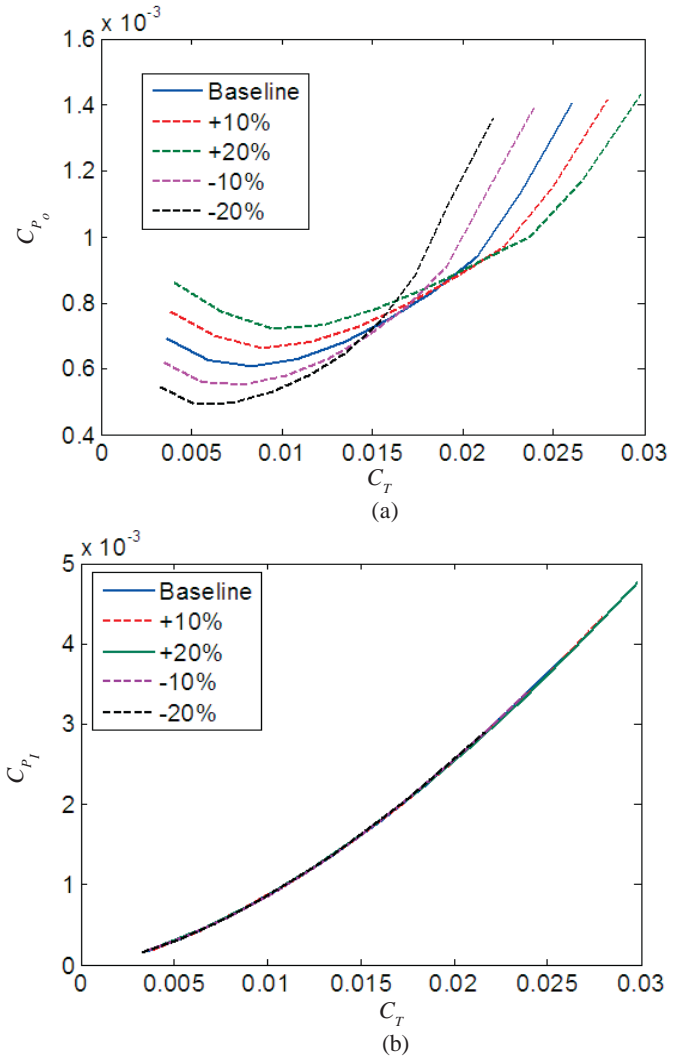 x 10⁻³
1.6
1.4
1.2
1
0.8
0.6
0.4
C_{P_o}
Baseline
+10%
+20%
-10%
-20%
0 0.005 0.01 0.015 0.02 0.025 0.03
C_T
(a)
x 10⁻³
5
4
3
2
1
0
C_{P_I}
Baseline
+10%
+20%
-10%
-20%
0.005 0.01 0.015 0.02 0.025 0.03
C_T
(b)